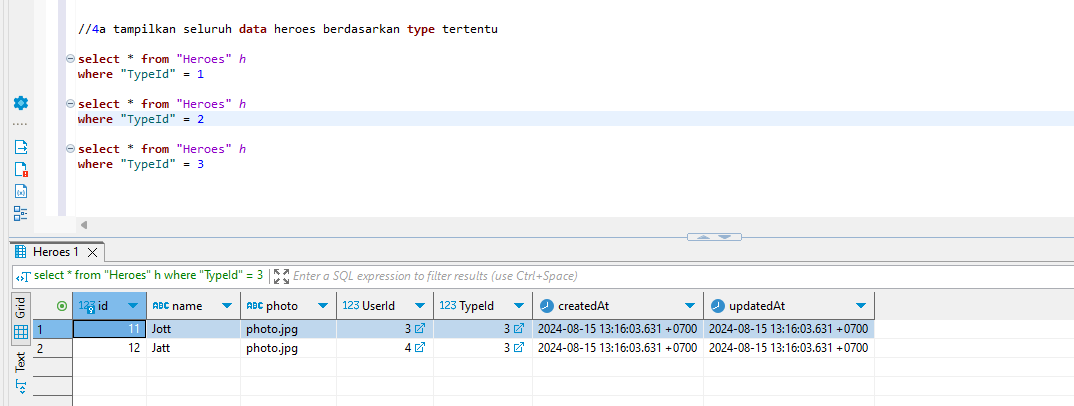 //4a tampilkan seluruh data heroes berdasarkan type tertentu
select * from "Heroes" h
where "TypeId" = 1
select * from "Heroes" h
where "TypeId" = 2
select * from "Heroes" h
where "TypeId" = 3
Heroes 1
select * from "Heroes" h where "TypeId" = 3 Enter a SQL expression to filter results (use Ctrl+Space)
Grid
Text
123 id ABC name ABC photo 123 UserId 123 TypeId createdAt updatedAt
1 11 Jott photo.jpg 3 3 2024-08-15 13:16:03.631 +0700 2024-08-15 13:16:03.631 +0700
2 12 Jatt photo.jpg 4 3 2024-08-15 13:16:03.631 +0700 2024-08-15 13:16:03.631 +0700